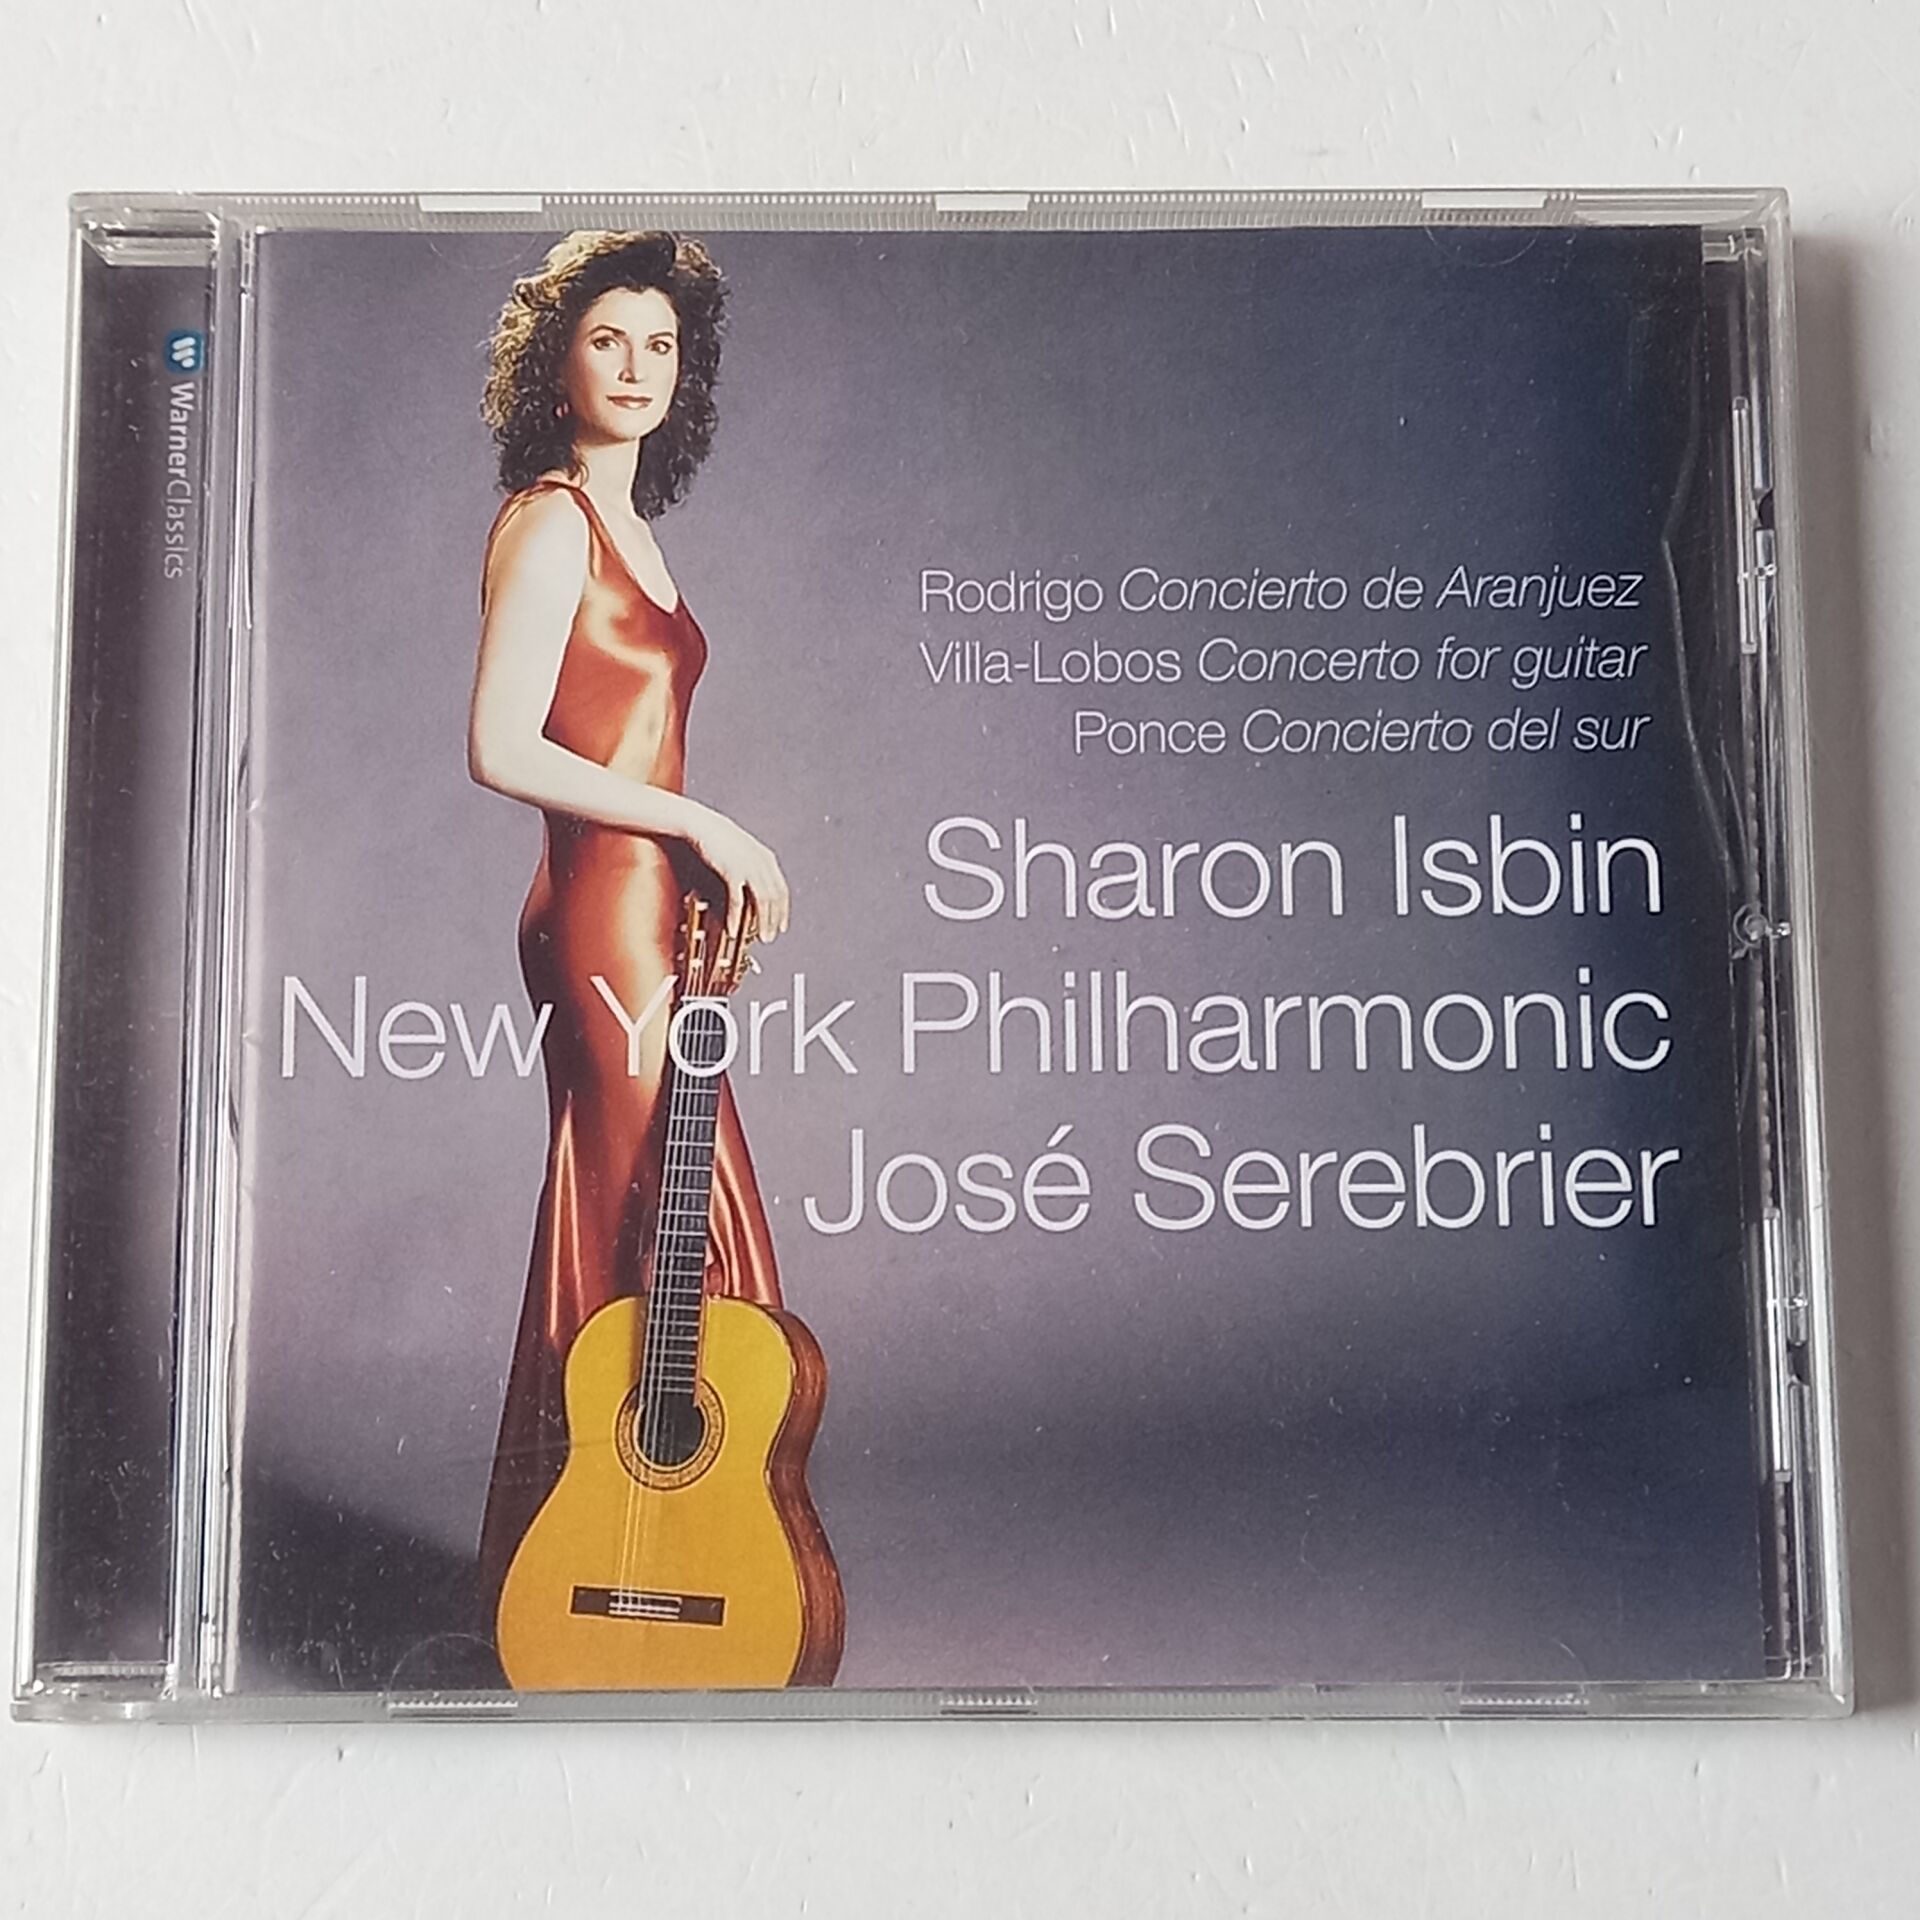 WarnerClassics
Rodrigo Concierto de Aranjuez
Villa-Lobos Concerto for guitar
Ponce Concierto del sur
Sharon Isbin
New York Philharmonic
José Serebrier